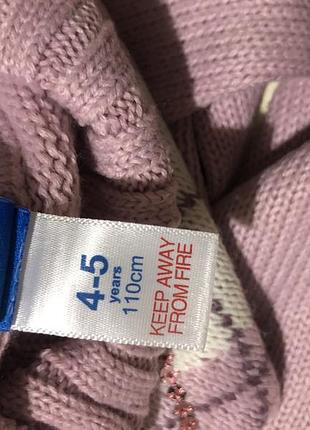 4-5
years
110cm
KEEP AWAY
FROM FIRE